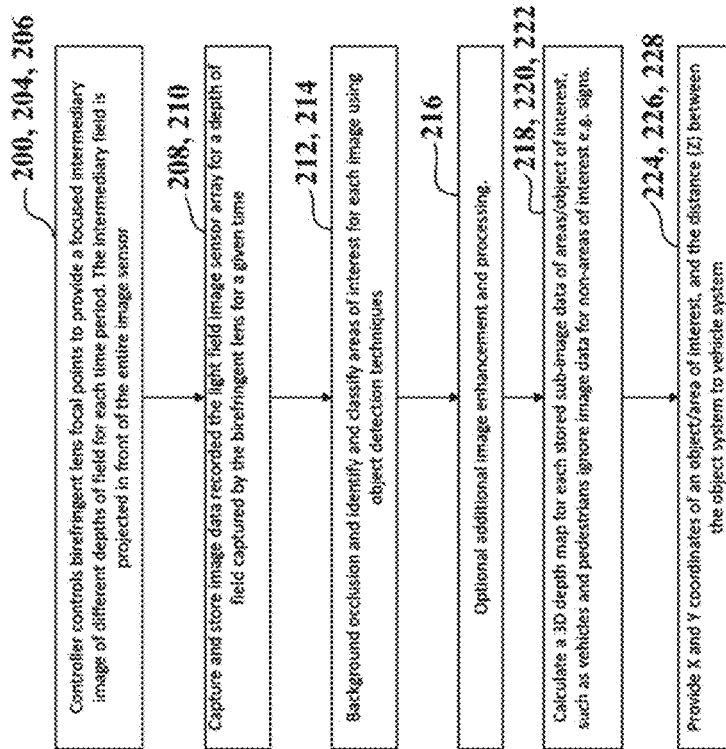 200, 204, 206
Controller controls birefringent lens focal points to provide a focused intermediary
image of different depths of field for each time period. The intermediary field is
projected in front of the entire image sensor
208, 210
Capture and store image data recorded the light field image sensor array for a depth of
field captured by the birefringent lens for a given time
212, 214
Background occlusion and identify and classify areas of interest for each image using
object detection techniques
216
Optional additional image enhancement and processing.
218, 220, 222
Calculate a 3D depth map for each stored sub-image data of areas/object of interest,
such as vehicles and pedestrians ignore image data for non-areas of interest e.g. signs.
224, 226, 228
Provide X and Y coordinates of an object/area of interest, and the distance (Z) between
the object system to vehicle system